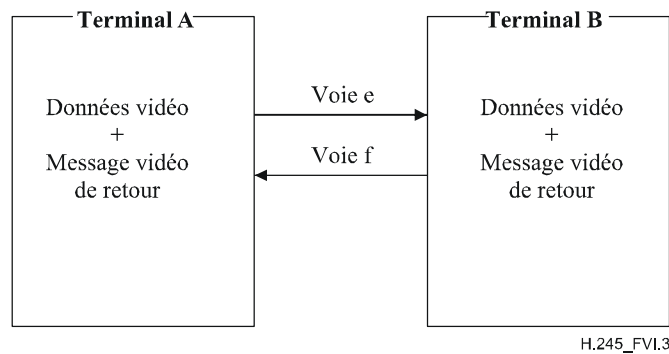 Terminal A
Terminal B
Données vidéo
+
Message vidéo
de retour
Voie e
Voie f
Données vidéo
+
Message vidéo
de retour
H.245_FVI.3